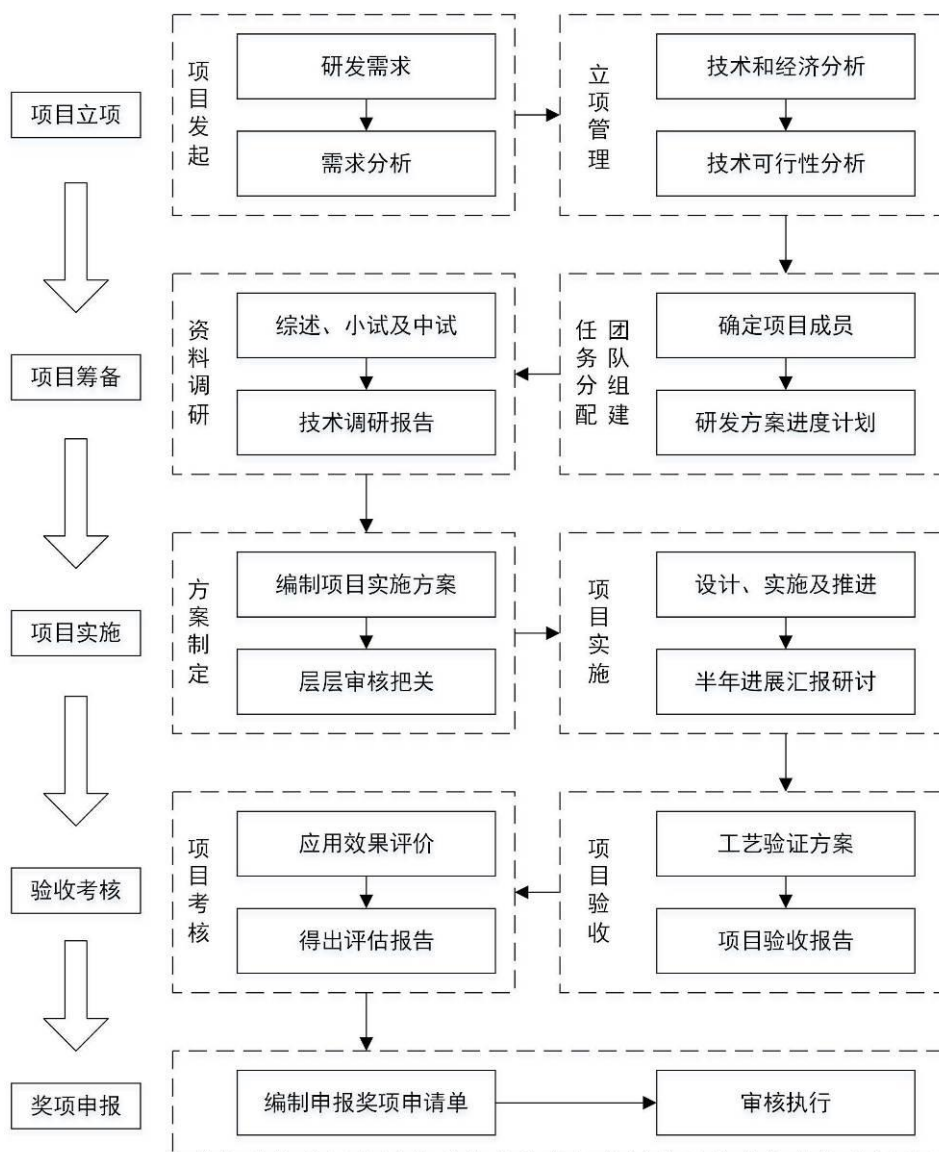 项目立项
项目发起
研发需求
需求分析
立项管理
技术和经济分析
技术可行性分析
项目筹备
资料调研
综述、小试及中试
技术调研报告
团队组建
任务分配
确定项目成员
研发方案进度计划
项目实施
方案制定
编制项目实施方案
层层审核把关
项目实施
设计、实施及推进
半年进展汇报研讨
验收考核
项目考核
应用效果评价
得出评估报告
项目验收
工艺验证方案
项目验收报告
奖项申报
编制申报奖项申请单
审核执行